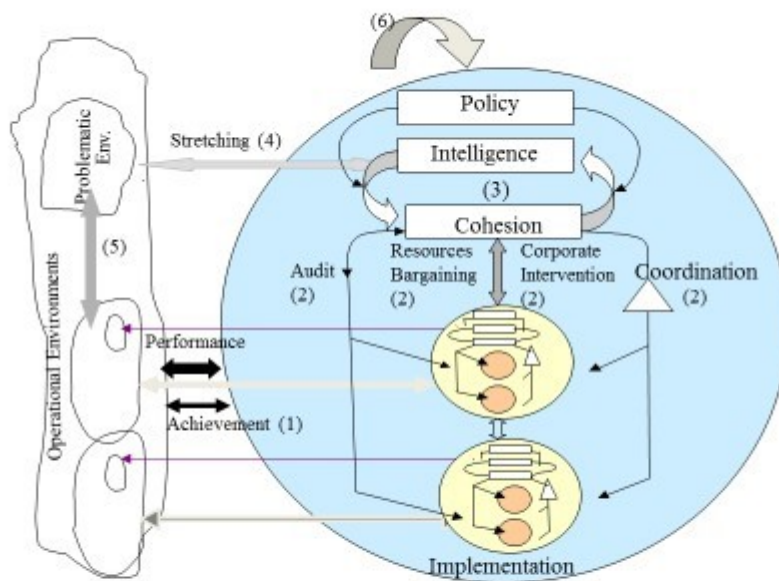 (6)
Policy
Problematic
Env.
Stretching (4)
Intelligence
(3)
Cohesion
(5)
Audit
(2)
Resources
Bargaining
(2)
Corporate
Intervention
(2)
Coordination
(2)
Operational Environments
Performance
Achievement (1)
Implementation